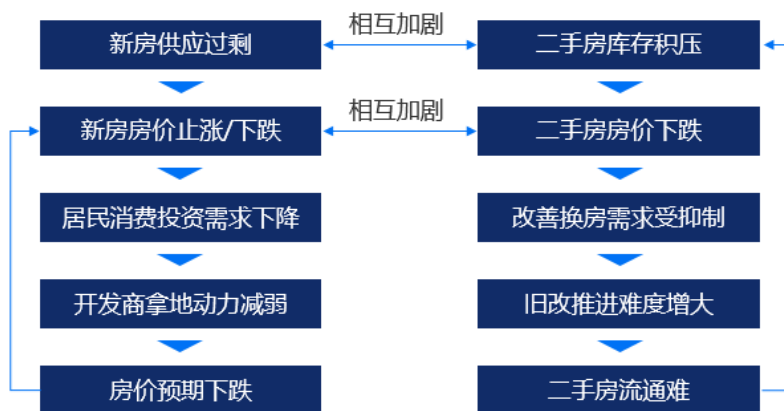 新房供应过剩
相互加剧
二手房库存积压
新房房价止涨/下跌
相互加剧
二手房房价下跌
居民消费投资需求下降
改善换房需求受抑制
开发商拿地动力减弱
旧改推进难度增大
房价预期下跌
二手房流通难